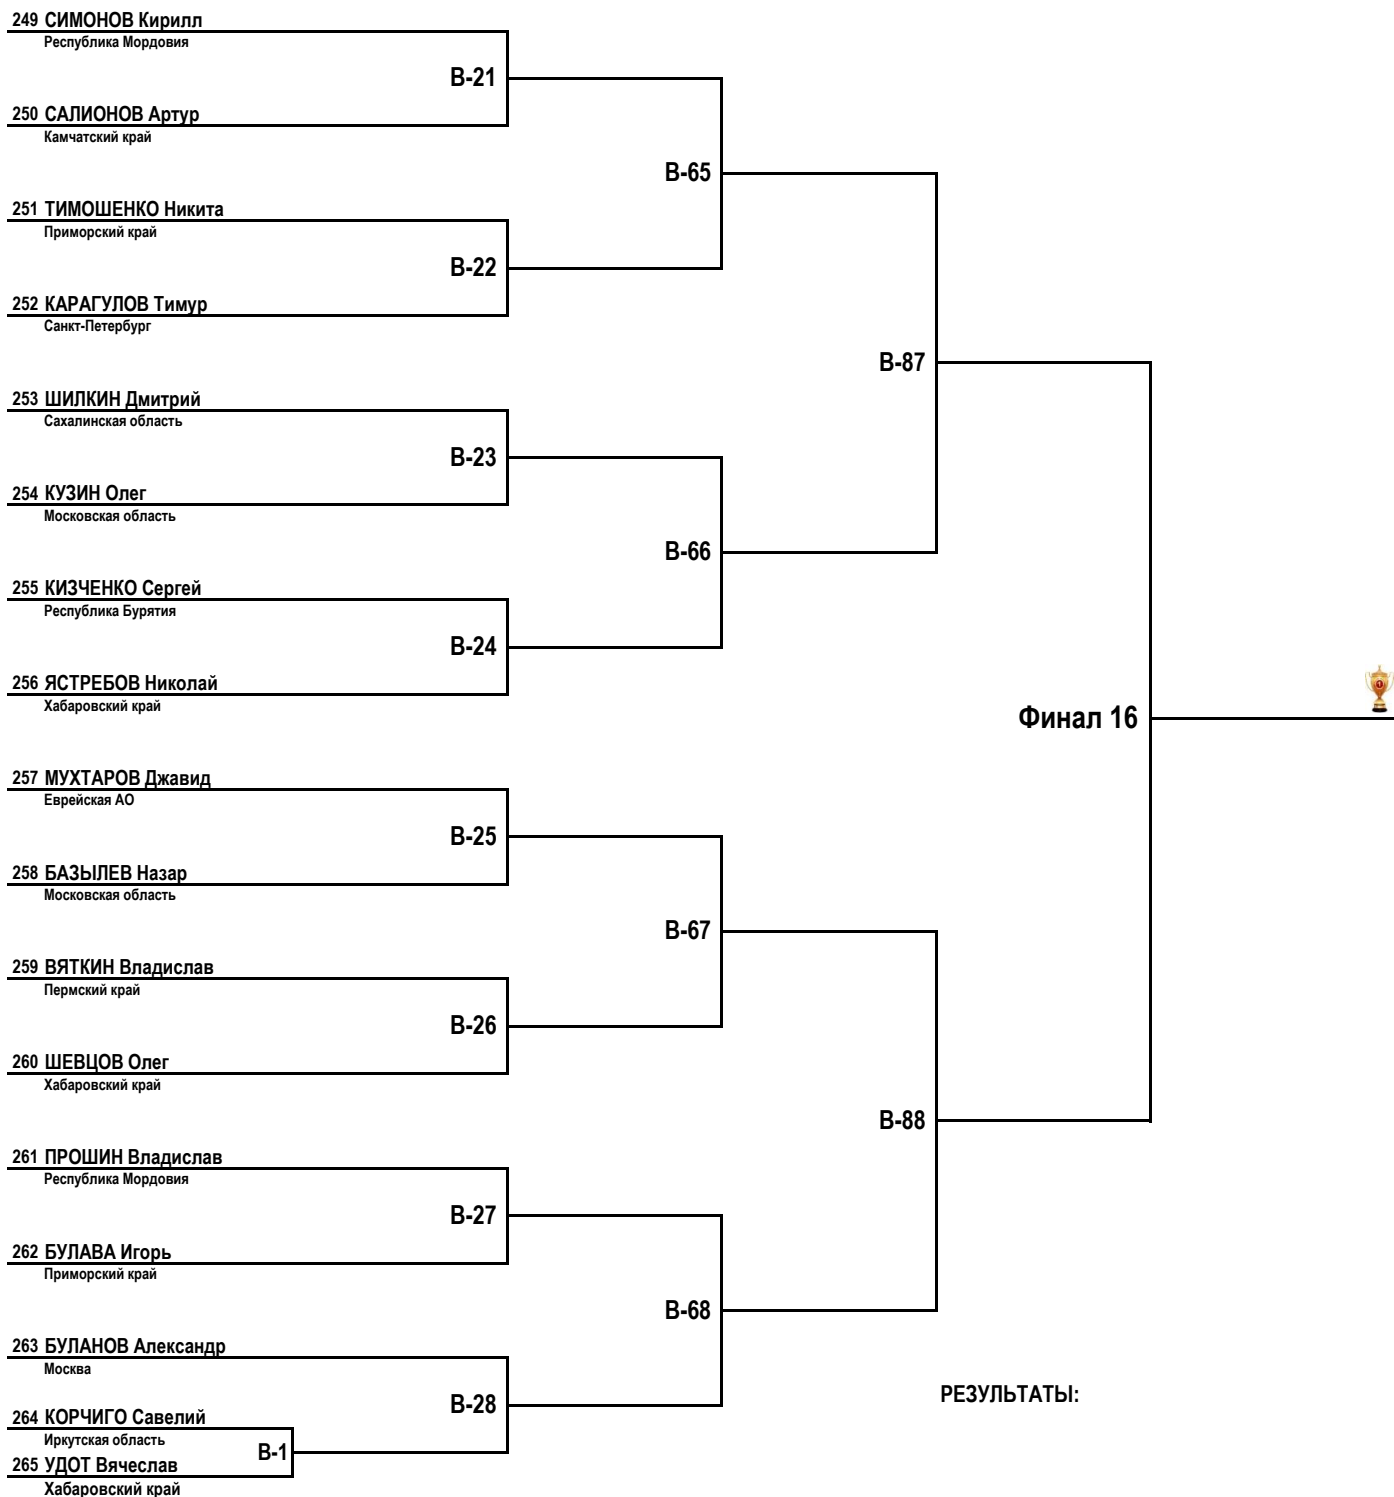 249 СИМОНОВ Кирилл
Республика Мордовия
В-21
250 САЛИОНОВ Артур
Камчатский край
В-65
251 ТИМОШЕНКО Никита
Приморский край
В-22
252 КАРАГУЛОВ Тимур
Санкт-Петербург
В-87
253 ШИЛКИН Дмитрий
Сахалинская область
В-23
254 КУЗИН Олег
Московская область
В-66
255 КИЗЧЕНКО Сергей
Республика Бурятия
В-24
256 ЯСТРЕБОВ Николай
Хабаровский край
Финал 16
257 МУХТАРОВ Джавид
Еврейская АО
В-25
258 БАЗЫЛЕВ Назар
Московская область
В-67
259 ВЯТКИН Владислав
Пермский край
В-26
260 ШЕВЦОВ Олег
Хабаровский край
В-88
261 ПРОШИН Владислав
Республика Мордовия
В-27
262 БУЛАВА Игорь
Приморский край
В-68
263 БУЛАНОВ Александр
Москва
РЕЗУЛЬТАТЫ:
В-28
264 КОРЧИГО Савелий
Иркутская область
В-1
265 УДОТ Вячеслав
Хабаровский край